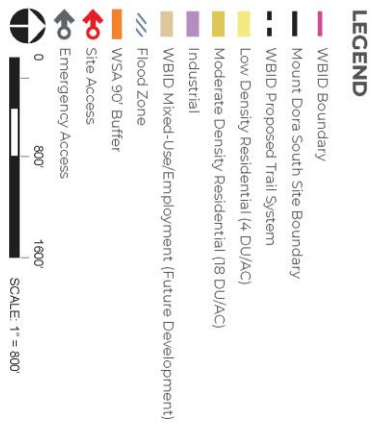 LEGEND
WBID Boundary
Mount Dora South Site Boundary
WBID Proposed Trail System
Low Density Residential (4 DU/AC)
Moderate Density Residential (18 DU/AC)
Industrial
WBID Mixed-Use/Employment (Future Development)
Flood Zone
WSA 90' Buffer
Site Access
Emergency Access
0 800' 1600' SCALE: 1" = 800'